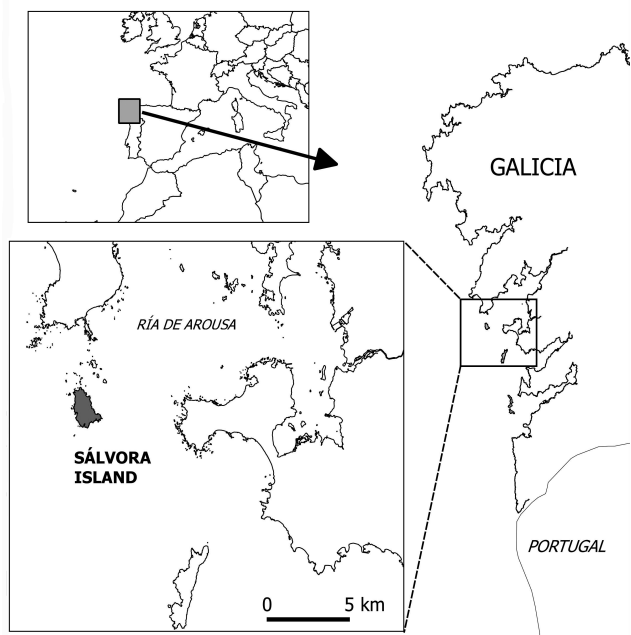 GALICIA
RÍA DE AROUSA
SÁLVORA
ISLAND
0 5 km
PORTUGAL